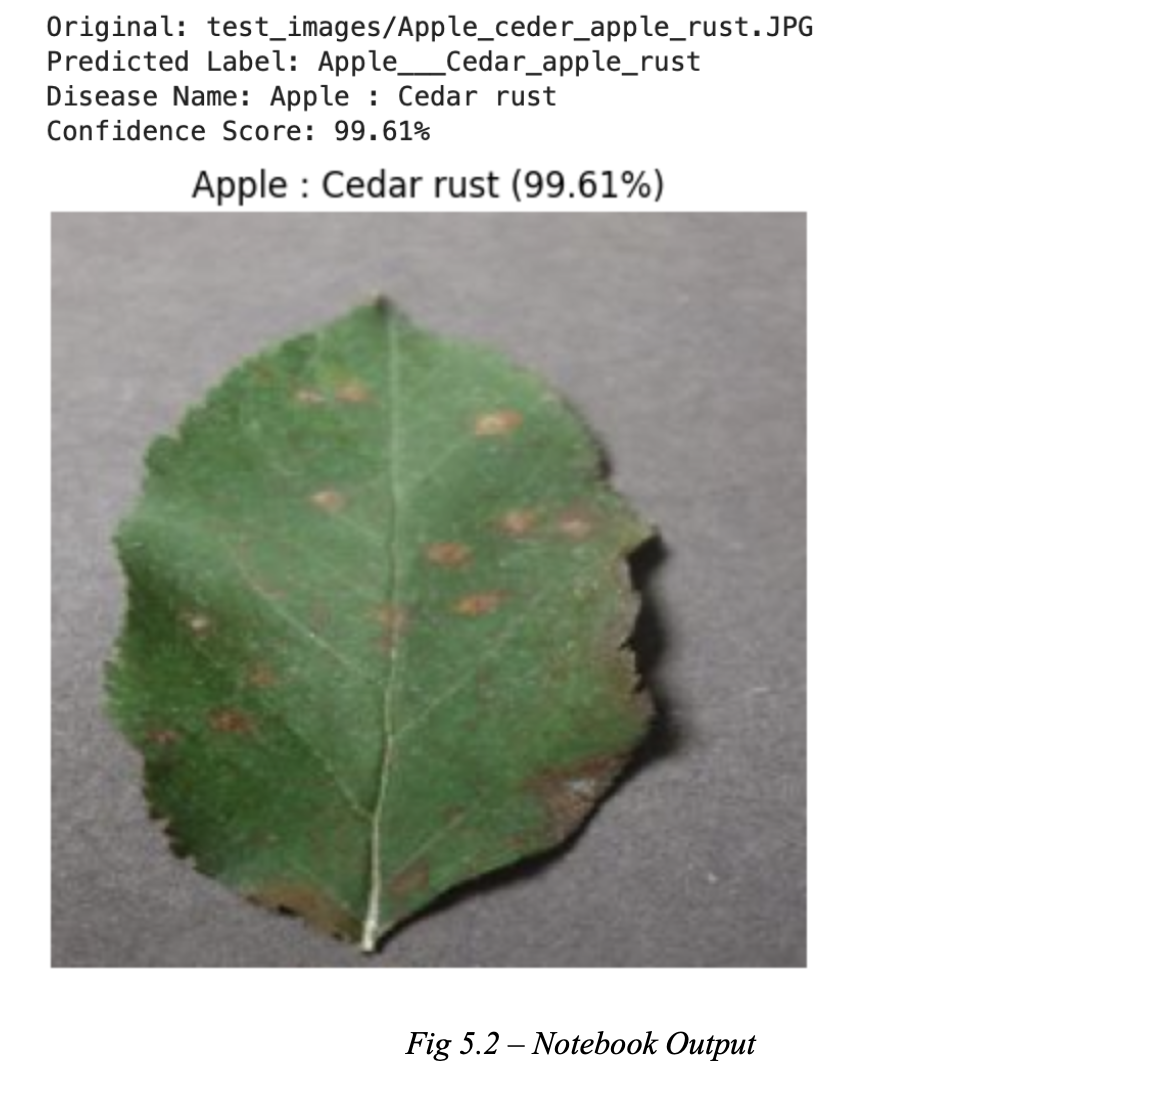 Original: test_images/Apple_ceder_apple_rust.JPG
Predicted Label: Apple___Cedar_apple_rust
Disease Name: Apple : Cedar rust
Confidence Score: 99.61%
Apple : Cedar rust (99.61%)
Fig 5.2 – Notebook Output